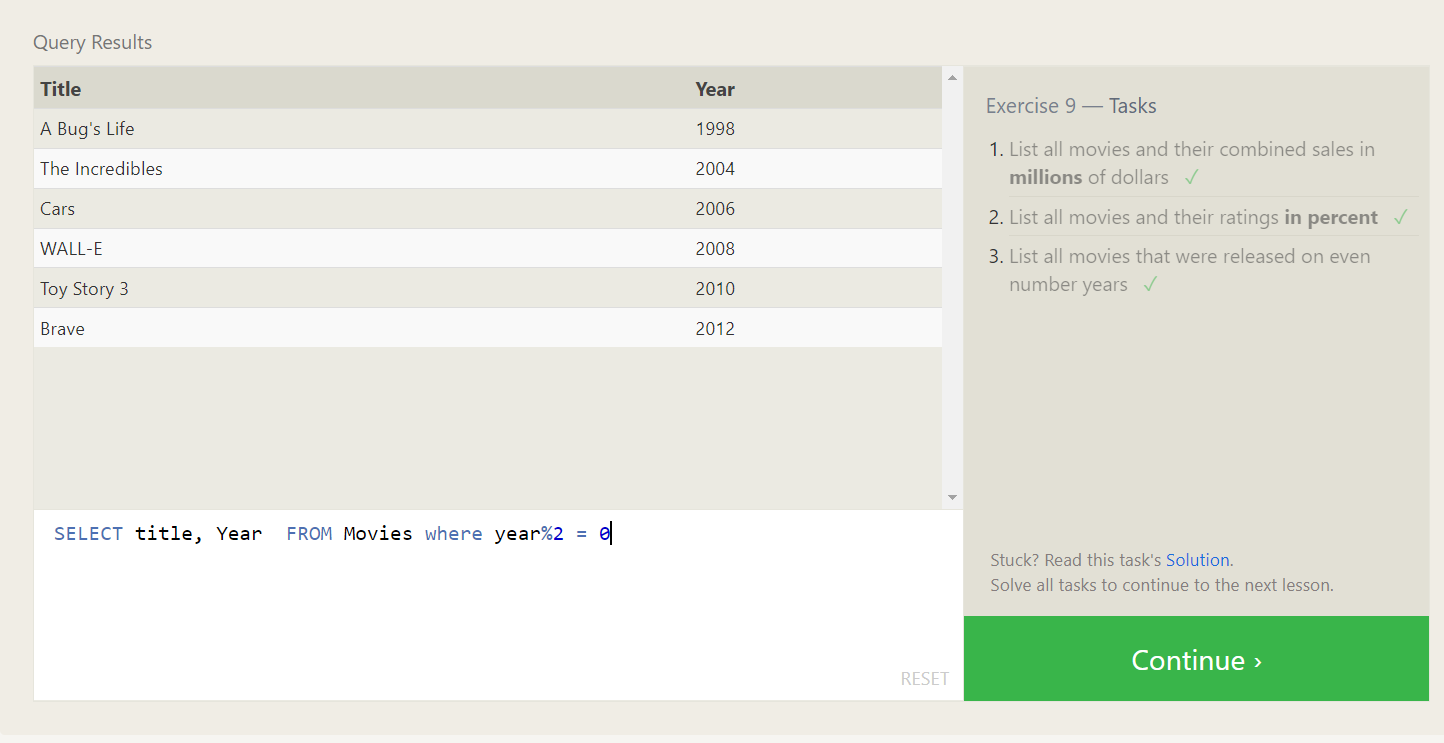 Query Results
Title Year
A Bug's Life 1998
The Incredibles 2004
Cars 2006
WALL-E 2008
Toy Story 3 2010
Brave 2012
SELECT title, Year  FROM Movies where year%2 = 0
RESET
Exercise 9 — Tasks
1. List all movies and their combined sales in
millions of dollars ✓
2. List all movies and their ratings in percent ✓
3. List all movies that were released on even
number years ✓
Stuck? Read this task's Solution.
Solve all tasks to continue to the next lesson.
Continue ›